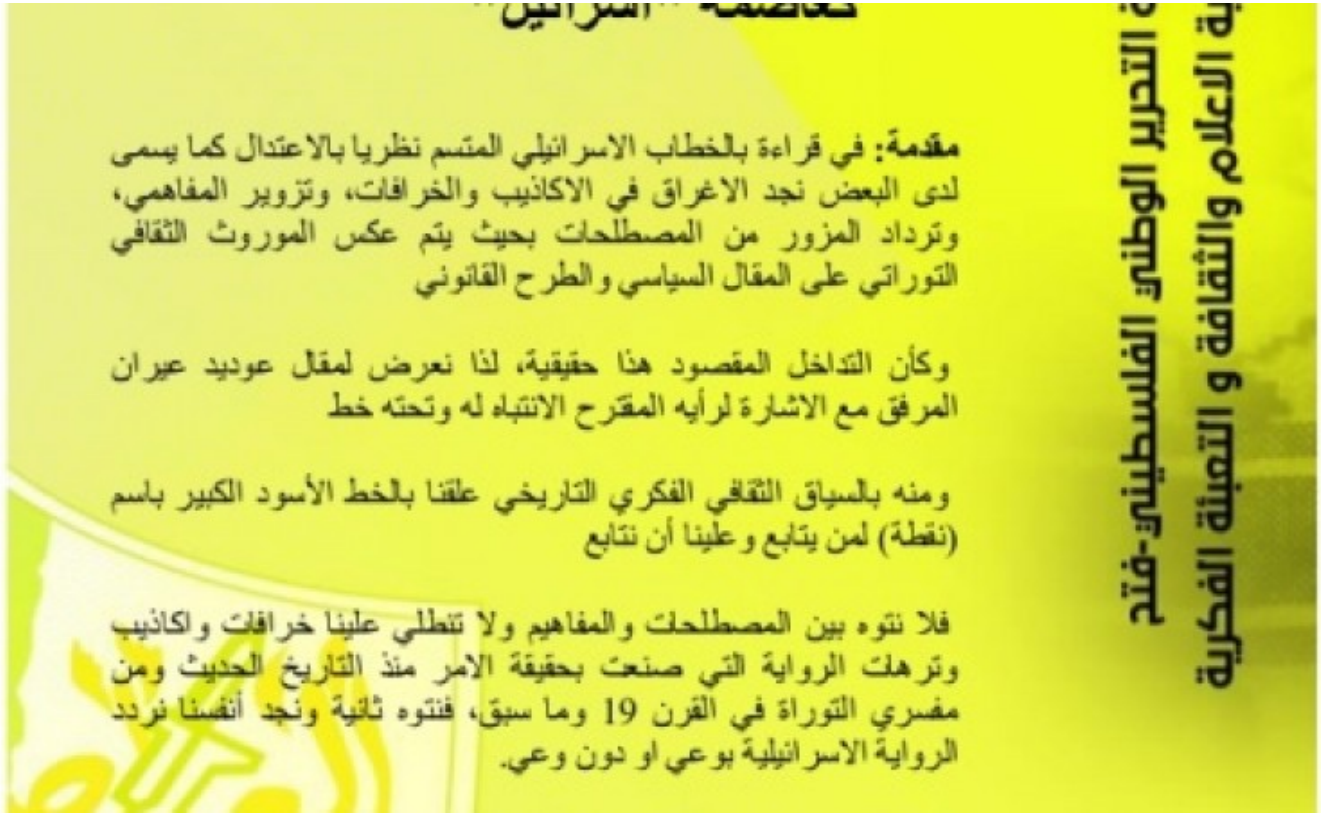 كعاصمة "اسرائيل"
مقدمة: في قراءة بالخطاب الاسرائيلي المتسم نظريا بالاعتدال كما يسمى
لدى البعض نجد الاغراق في الاكاذيب والخرافات، وتزوير المفاهمي،
وترداد المزور من المصطلحات بحيث يتم عكس الموروث الثقافي
التوراتي على المقال السياسي والطرح القانوني
وكأن التداخل المقصود هذا حقيقية، لذا نعرض لمقال عوديد عيران
المرفق مع الاشارة لرأيه المقترح الانتباه له وتحته خط
ومنه بالسياق الثقافي الفكري التاريخي علقنا بالخط الأسود الكبير باسم
(نقطة) لمن يتابع وعلينا أن نتابع
فلا نتوه بين المصطلحات والمفاهيم ولا تنطلي علينا خرافات واكاذيب
وترهات الرواية التي صنعت بحقيقة الامر منذ التاريخ الحديث ومن
مفسري التوراة في القرن 19 وما سبق، فنتوه ثانية ونجد أنفسنا نردد
الرواية الاسرائيلية بوعي او دون وعي.
ة التحرير الوطني الفلسطيني-فتح
ية الاعلام والثقافة و التعبئة الفكرية